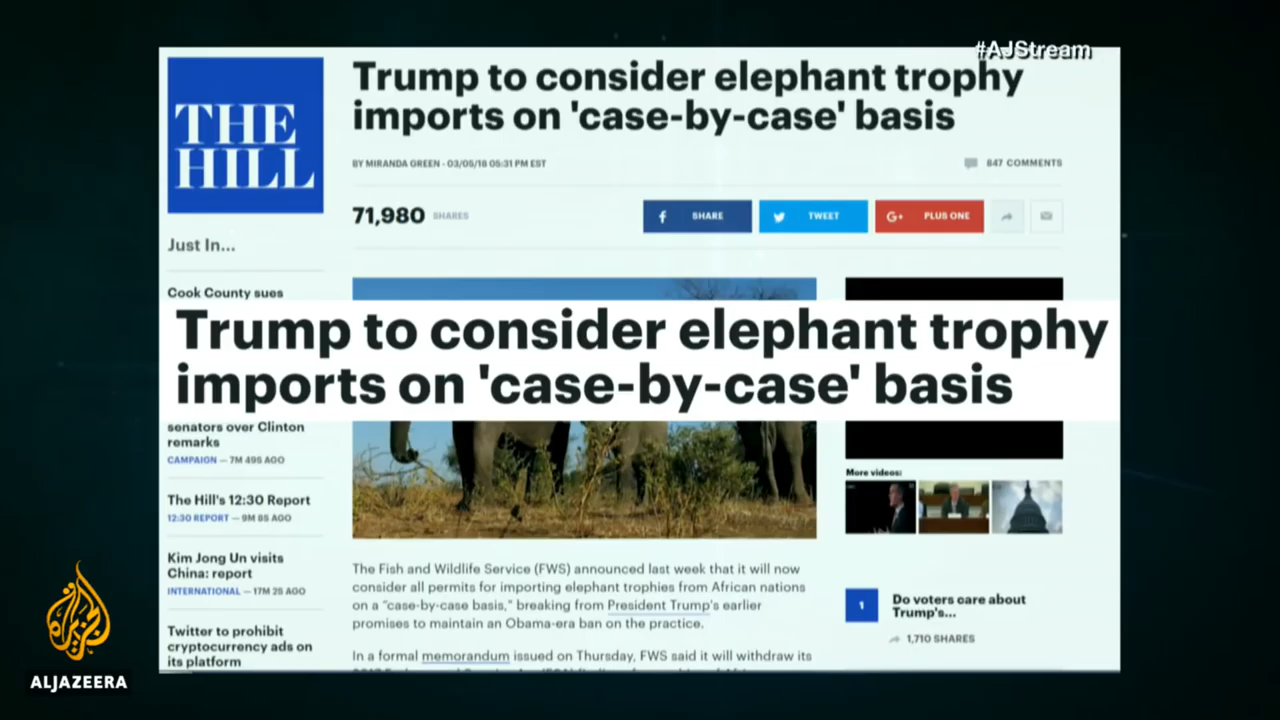 #AJStream
THE
HILL
Trump to consider elephant trophy
imports on 'case-by-case' basis
BY MIRANDA GREEN - 03/05/18 05:31 PM EST
847 COMMENTS
71,980 SHARES
SHARE
TWEET
G+ PLUS ONE
Just In...
Cook County sues
Trump to consider elephant trophy
imports on 'case-by-case' basis
senators over Clinton
remarks
CAMPAIGN — 7M 49S AGO
The Hill's 12:30 Report
12:30 REPORT — 9M 8S AGO
Kim Jong Un visits
China: report
INTERNATIONAL — 17M 2S AGO
Twitter to prohibit
cryptocurrency ads on
its platform
The Fish and Wildlife Service (FWS) announced last week that it will now
consider all permits for importing elephant trophies from African nations
on a "case-by-case basis," breaking from President Trump's earlier
promises to maintain an Obama-era ban on the practice.
In a formal memorandum issued on Thursday, FWS said it will withdraw its
More videos:
1
Do voters care about
Trump's...
1,710 SHARES
ALJAZEERA